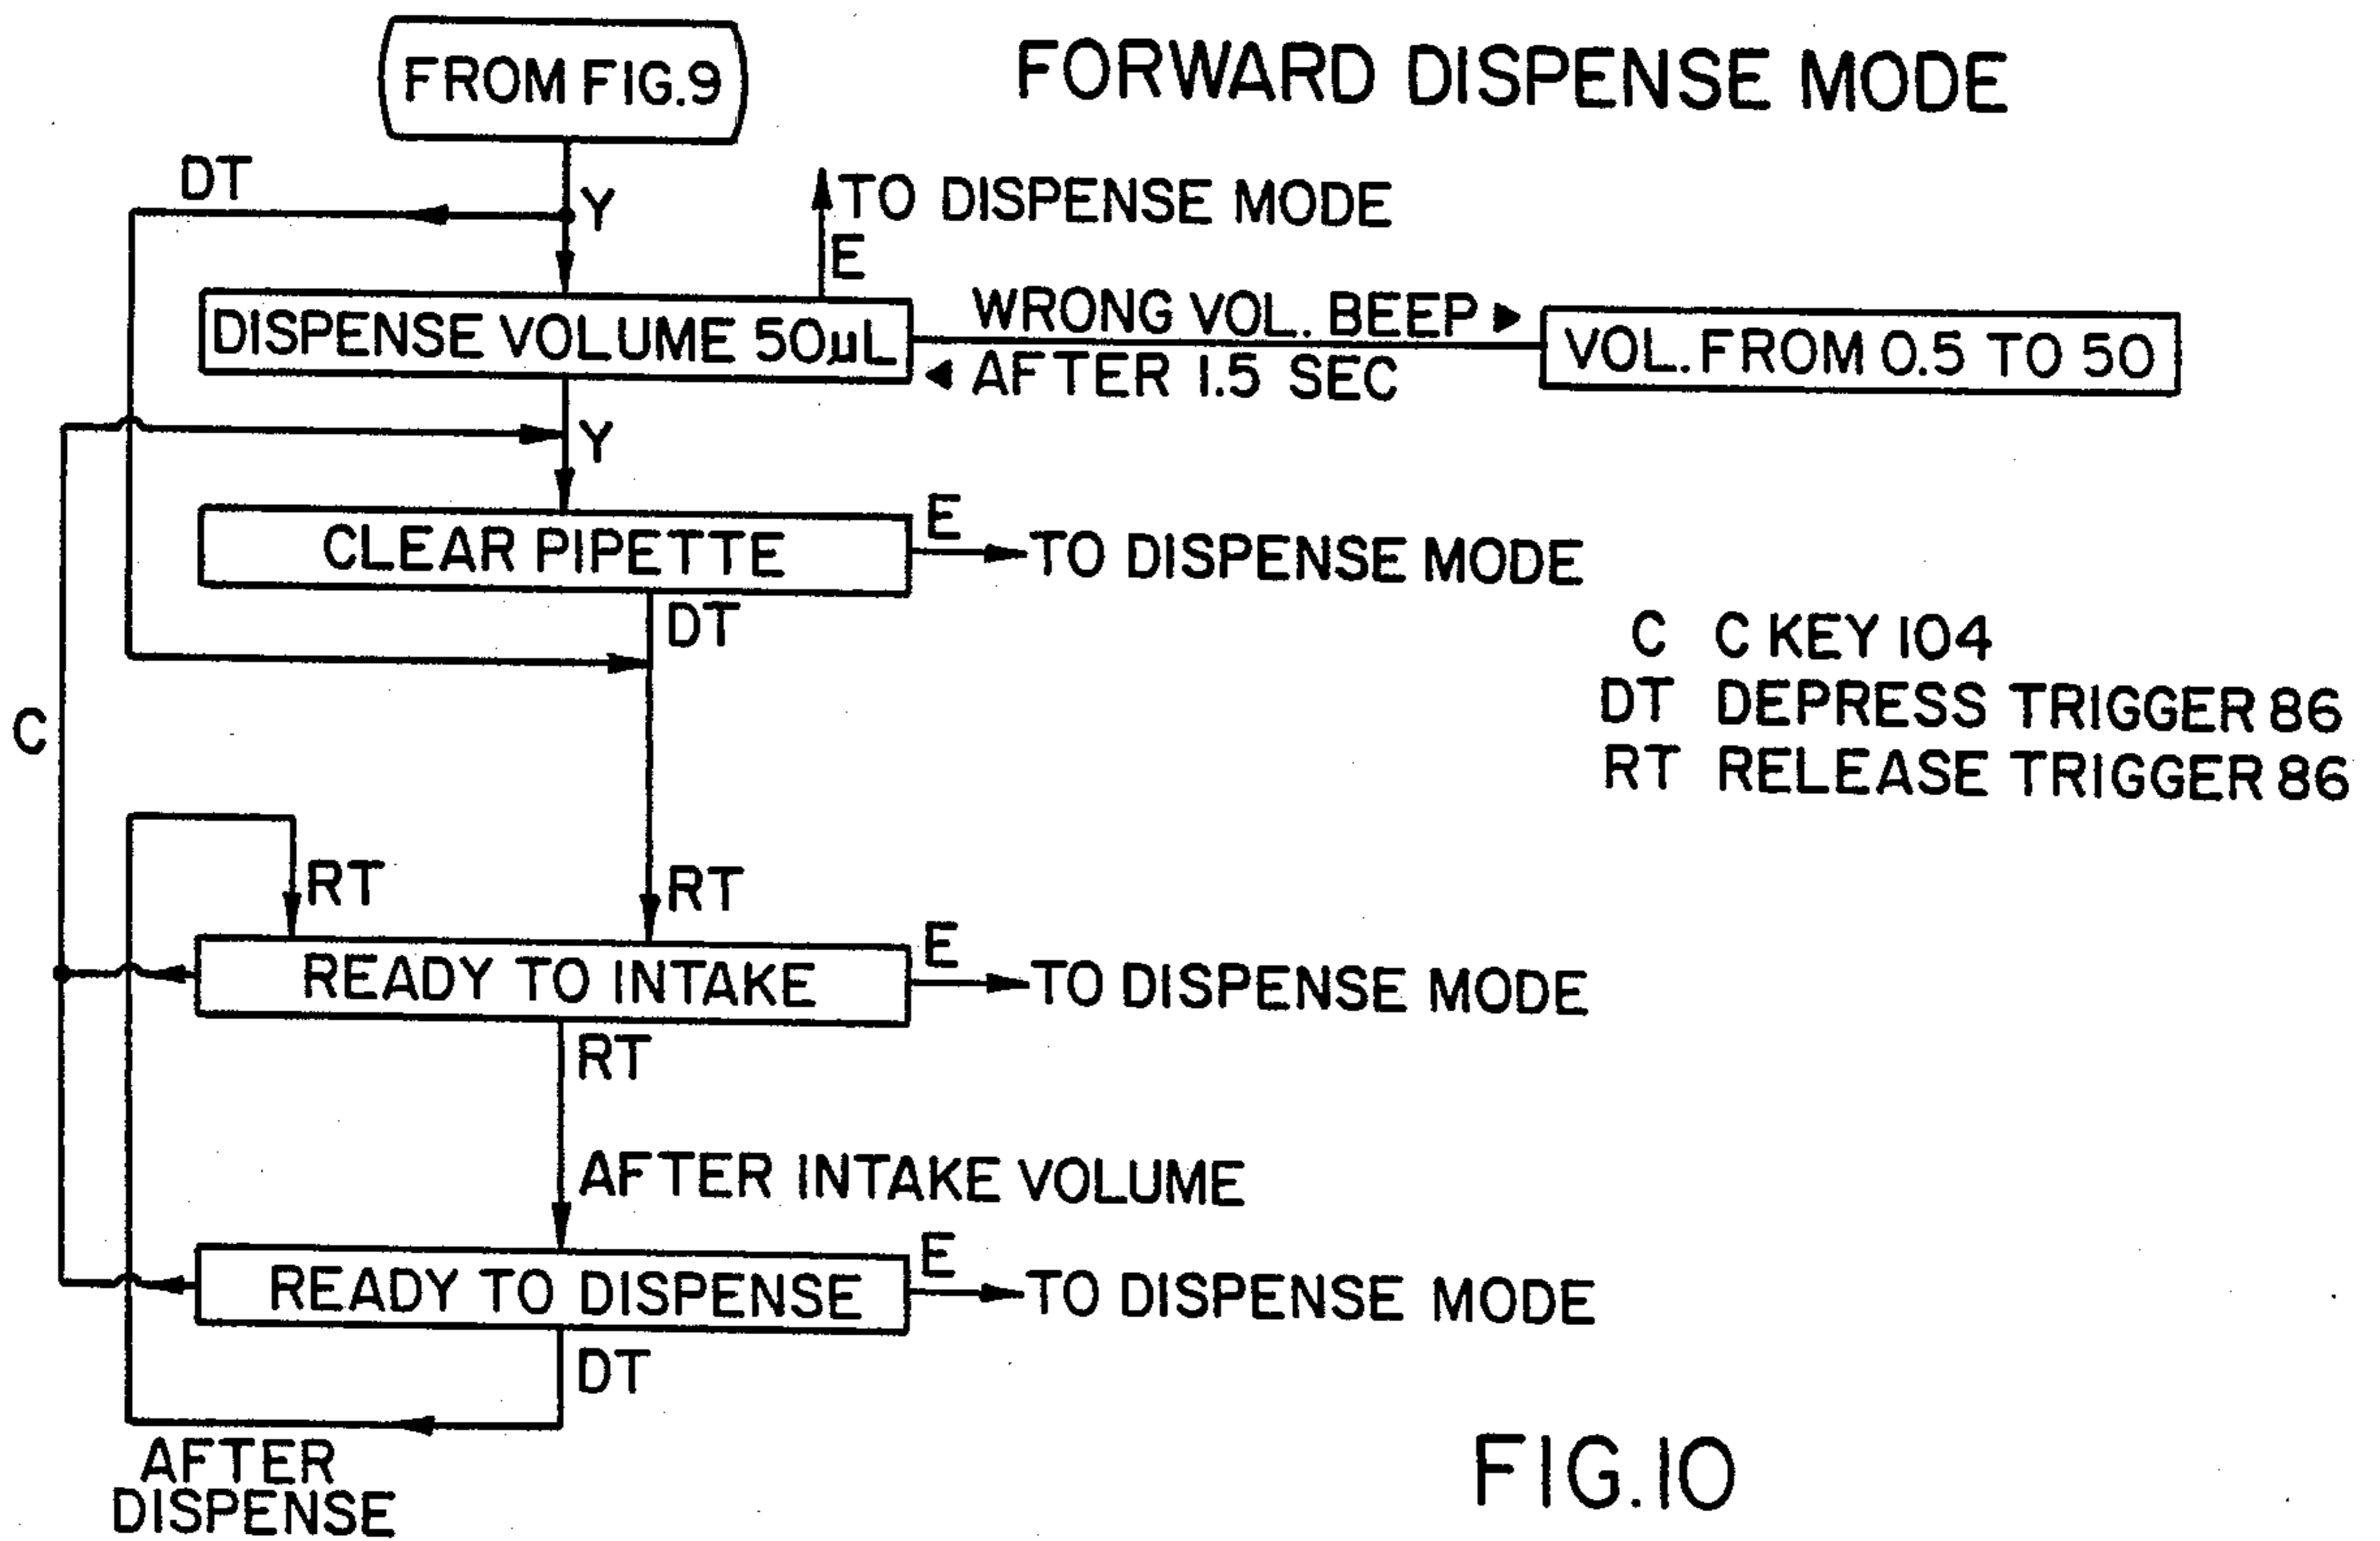 FROM FIG.9
FORWARD DISPENSE MODE
DT
Y
TO DISPENSE MODE
E
DISPENSE VOLUME 50µL
WRONG VOL. BEEP ►
◄ AFTER 1.5 SEC
VOL. FROM 0.5 TO 50
Y
CLEAR PIPETTE
E
TO DISPENSE MODE
DT
C C KEY 104
DT DEPRESS TRIGGER 86
RT RELEASE TRIGGER 86
C
RT
RT
READY TO INTAKE
E
TO DISPENSE MODE
RT
AFTER INTAKE VOLUME
READY TO DISPENSE
E
TO DISPENSE MODE
DT
AFTER
DISPENSE
FIG.10